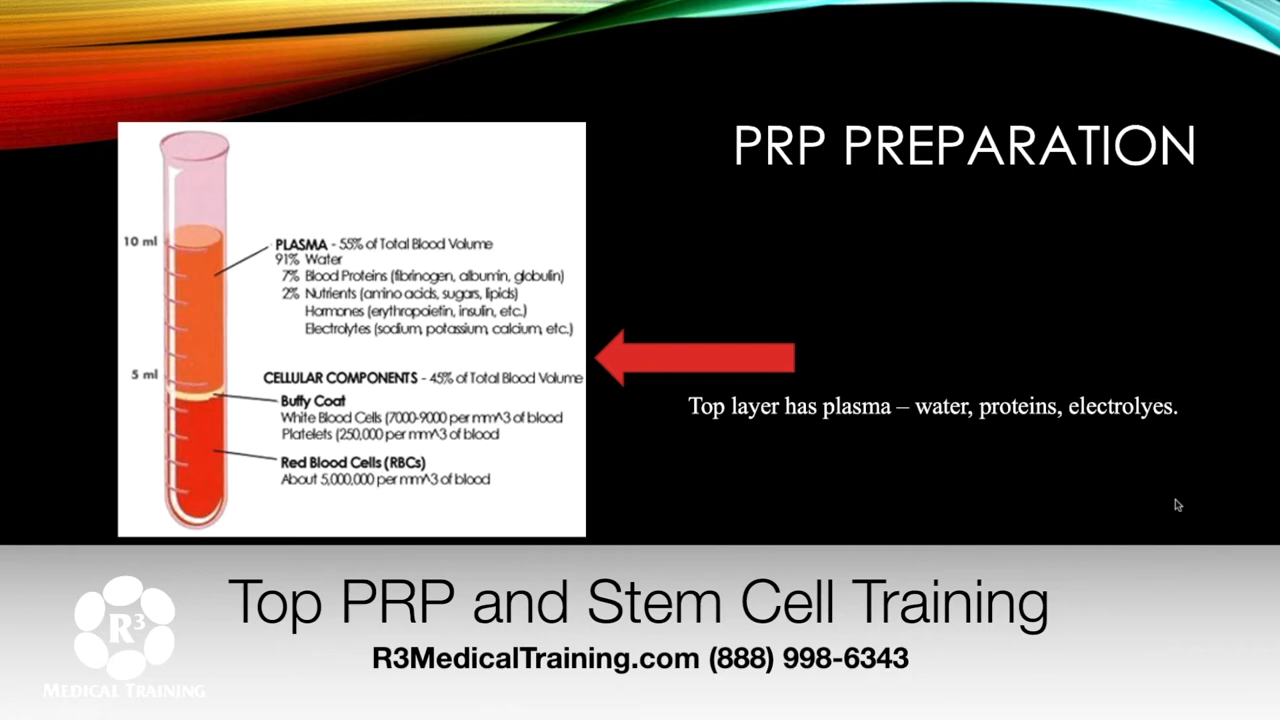 PRP PREPARATION
10 ml
PLASMA - 55% of Total Blood Volume
91% Water
7% Blood Proteins (fibrinogen, albumin, globulin)
2% Nutrients (amino acids, sugars, lipids)
Hormones (erythropoietin, insulin, etc.)
Electrolytes (sodium, potassium, calcium, etc.)
5 ml
CELLULAR COMPONENTS - 45% of Total Blood Volume
Buffy Coat
White Blood Cells (7000-9000 per mm^3 of blood
Platelets (250,000 per mm^3 of blood
Red Blood Cells (RBCs)
About 5,000,000 per mm^3 of blood
Top layer has plasma – water, proteins, electrolyes.
Top PRP and Stem Cell Training
R3MedicalTraining.com (888) 998-6343
R3
MEDICAL TRAINING